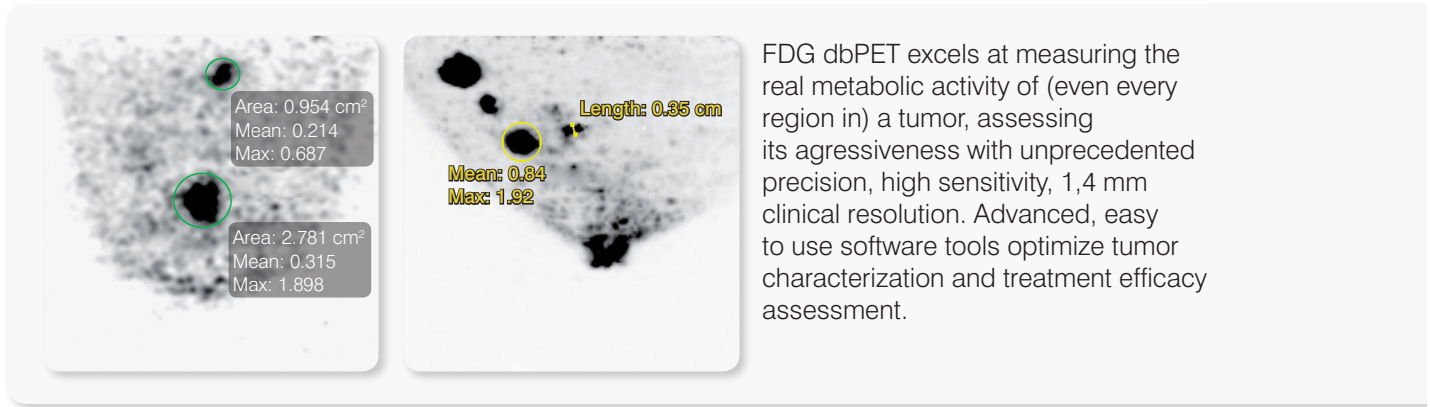 Area: 0.954 cm²
Mean: 0.214
Max: 0.687
Area: 2.781 cm²
Mean: 0.315
Max: 1.898
Length: 0.35 cm
Mean: 0.84
Max: 1.92
FDG dbPET excels at measuring the
real metabolic activity of (even every
region in) a tumor, assessing
its agressiveness with unprecedented
precision, high sensitivity, 1,4 mm
clinical resolution. Advanced, easy
to use software tools optimize tumor
characterization and treatment efficacy
assessment.